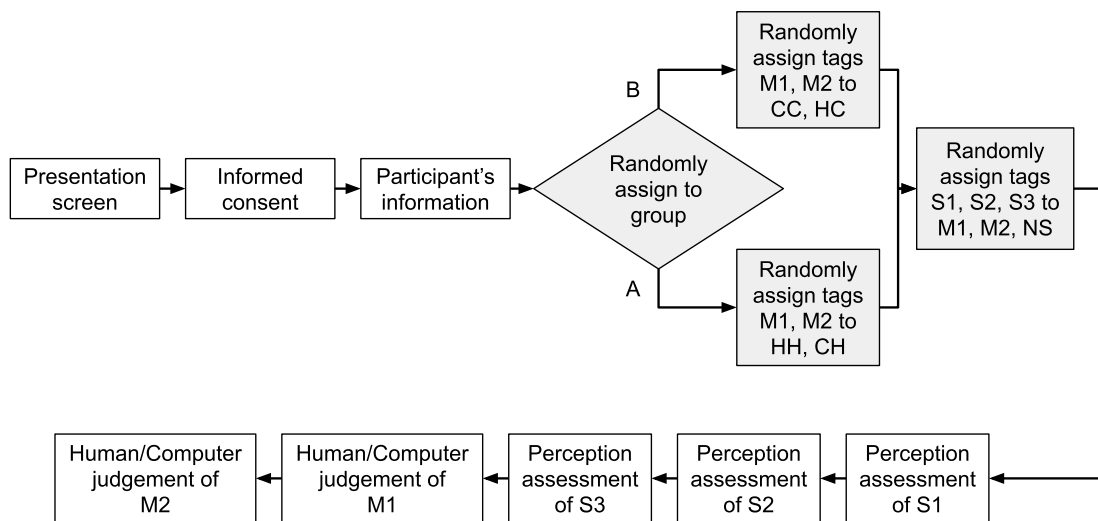 Presentation
screen
Informed
consent
Participant's
information
Randomly
assign to
group
B
A
Randomly
assign tags
M1, M2 to
CC, HC
Randomly
assign tags
M1, M2 to
HH, CH
Randomly
assign tags
S1, S2, S3 to
M1, M2, NS
Perception
assessment
of S1
Perception
assessment
of S2
Perception
assessment
of S3
Human/Computer
judgement of
M1
Human/Computer
judgement of
M2